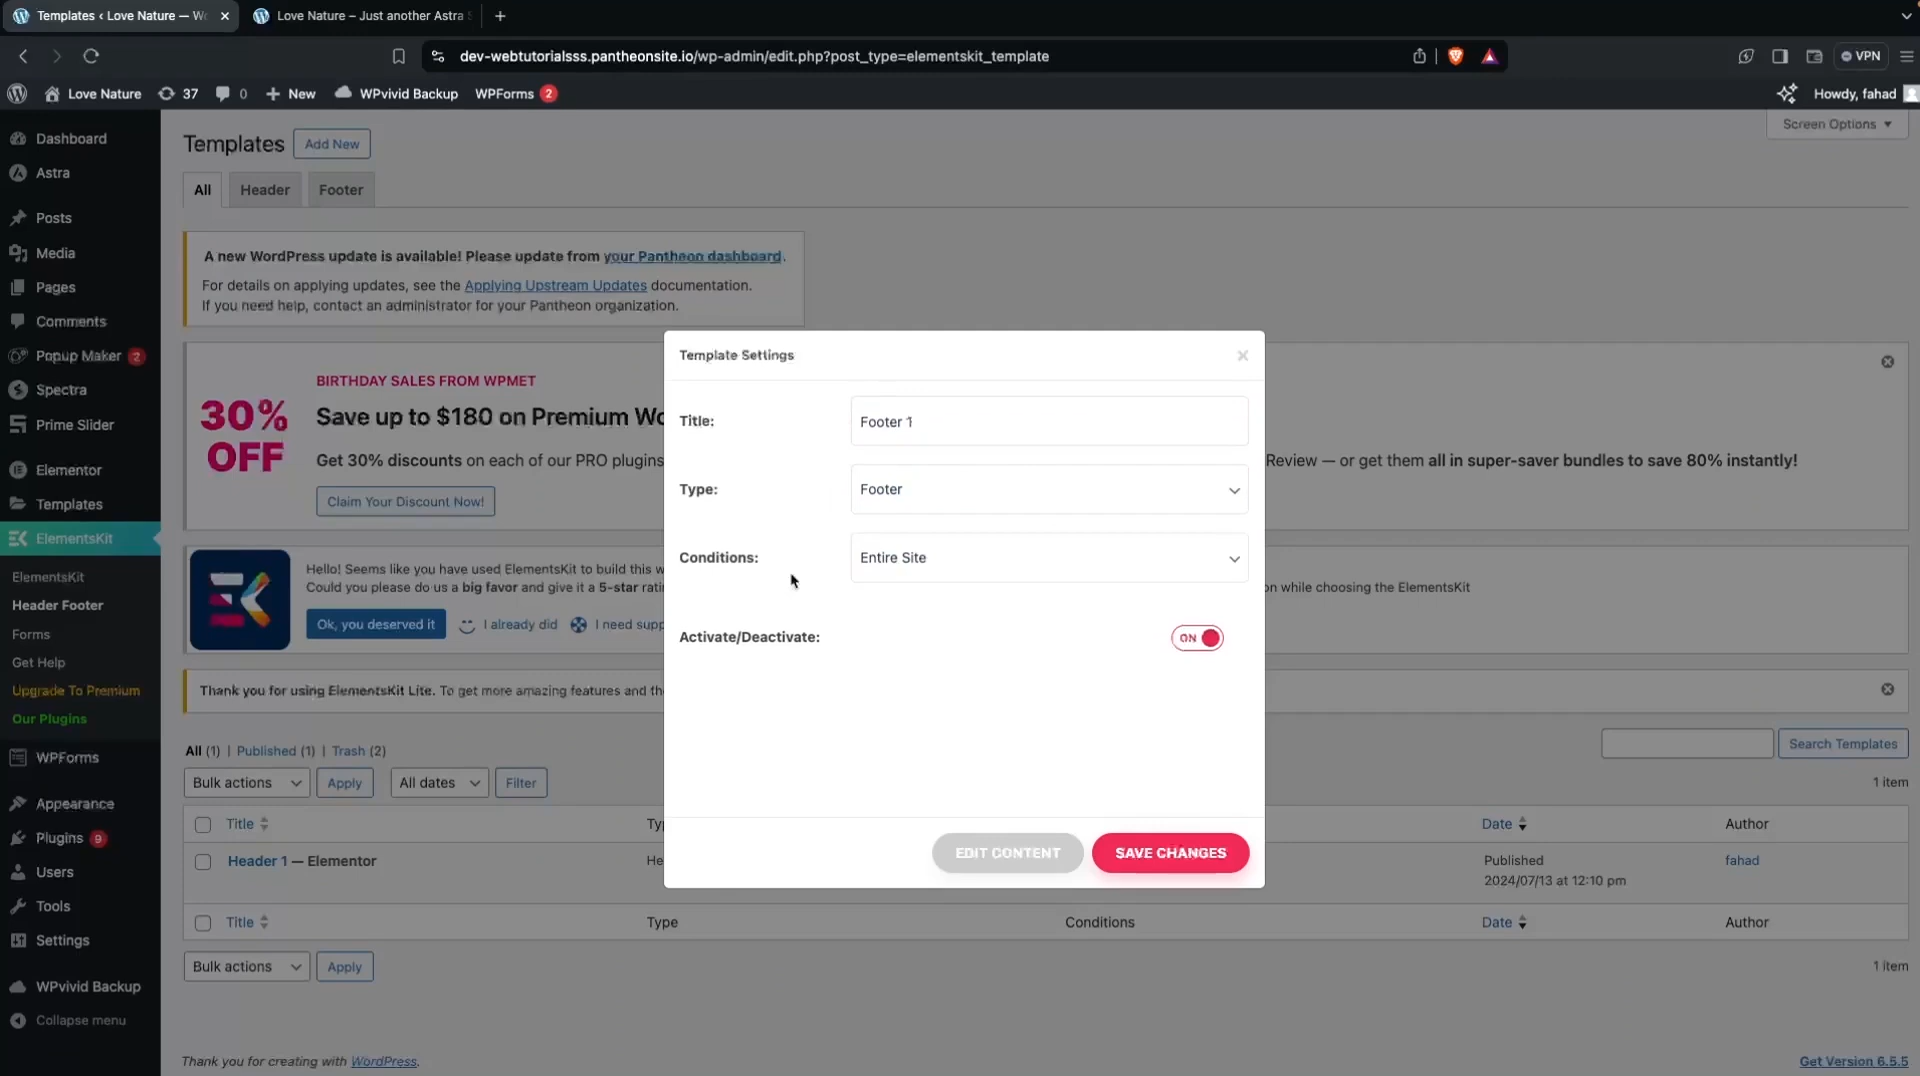 Templates ‹ Love Nature — Wo
Love Nature – Just another Astra S
dev-webtutorialsss.pantheonsite.io/wp-admin/edit.php?post_type=elementskit_template
VPN
Love Nature
37
0
New
WPvivid Backup
WPForms 2
Howdy, fahad
Screen Options
Dashboard
Astra
Posts
Media
Pages
Comments
Popup Maker 2
Spectra
Prime Slider
Elementor
Templates
ElementsKit
ElementsKit
Header Footer
Forms
Get Help
Upgrade To Premium
Our Plugins
WPForms
Appearance
Plugins 9
Users
Tools
Settings
WPvivid Backup
Collapse menu
Templates
Add New
All
Header
Footer
A new WordPress update is available! Please update from your Pantheon dashboard.
For details on applying updates, see the Applying Upstream Updates documentation.
If you need help, contact an administrator for your Pantheon organization.
30%
OFF
BIRTHDAY SALES FROM WPMET
Save up to $180 on Premium Wo
Get 30% discounts on each of our PRO plugins
Review — or get them all in super-saver bundles to save 80% instantly!
Claim Your Discount Now!
Hello! Seems like you have used ElementsKit to build this w
Could you please do us a big favor and give it a 5-star rati
on while choosing the ElementsKit
Ok, you deserved it
I already did
I need supp
Thank you for using ElementsKit Lite. To get more amazing features and the
Template Settings
Title:
Footer 1
Type:
Footer
Conditions:
Entire Site
Activate/Deactivate:
ON
EDIT CONTENT
SAVE CHANGES
All (1) | Published (1) | Trash (2)
Search Templates
Bulk actions
Apply
All dates
Filter
1 item
Title
Ty
Date
Author
Header 1 — Elementor
He
Published
2024/07/13 at 12:10 pm
fahad
Title
Type
Conditions
Date
Author
Bulk actions
Apply
1 item
Thank you for creating with WordPress.
Get Version 6.5.5